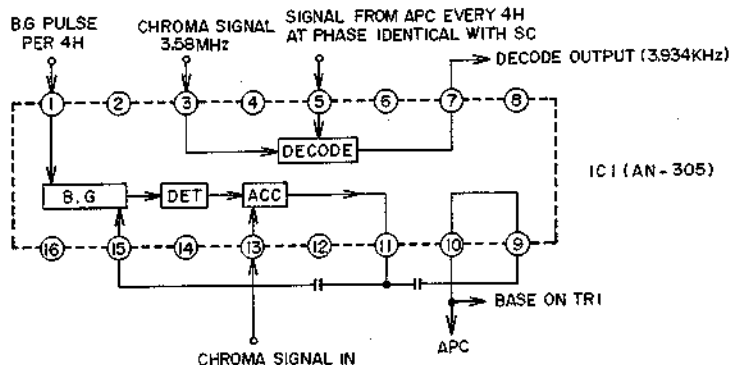 B.G PULSE
PER 4H
CHROMA SIGNAL
3.58MHz
SIGNAL FROM APC EVERY 4H
AT PHASE IDENTICAL WITH SC
DECODE OUTPUT (3.934KHz)
1 2 3 4 5 6 7 8
DECODE
IC1 (AN-305)
B,G
DET
ACC
16 15 14 13 12 11 10 9
BASE ON TR1
APC
CHROMA SIGNAL IN